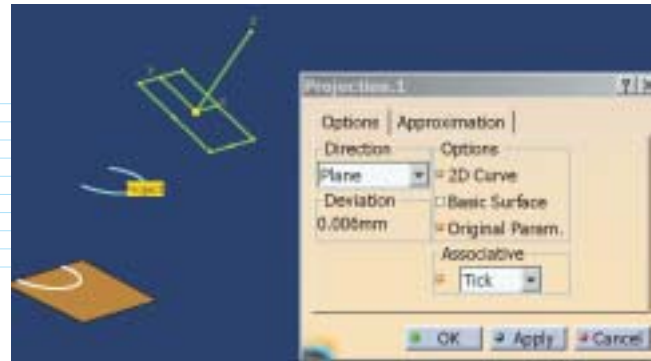 Projection.1
Options Approximation
Direction Options
Plane 2D Curve
Deviation Basic Surface
0.006mm Original Param.
Associative
Tick
OK Apply Cancel